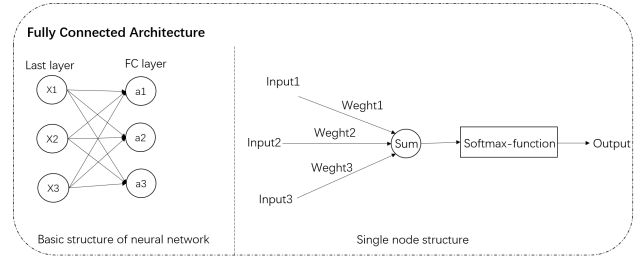 Fully Connected Architecture
Last layer
FC layer
X1
a1
X2
a2
X3
a3
Basic structure of neural network
Input1
Weght1
Input2
Weght2
Sum
Softmax-function
Output
Weght3
Input3
Single node structure